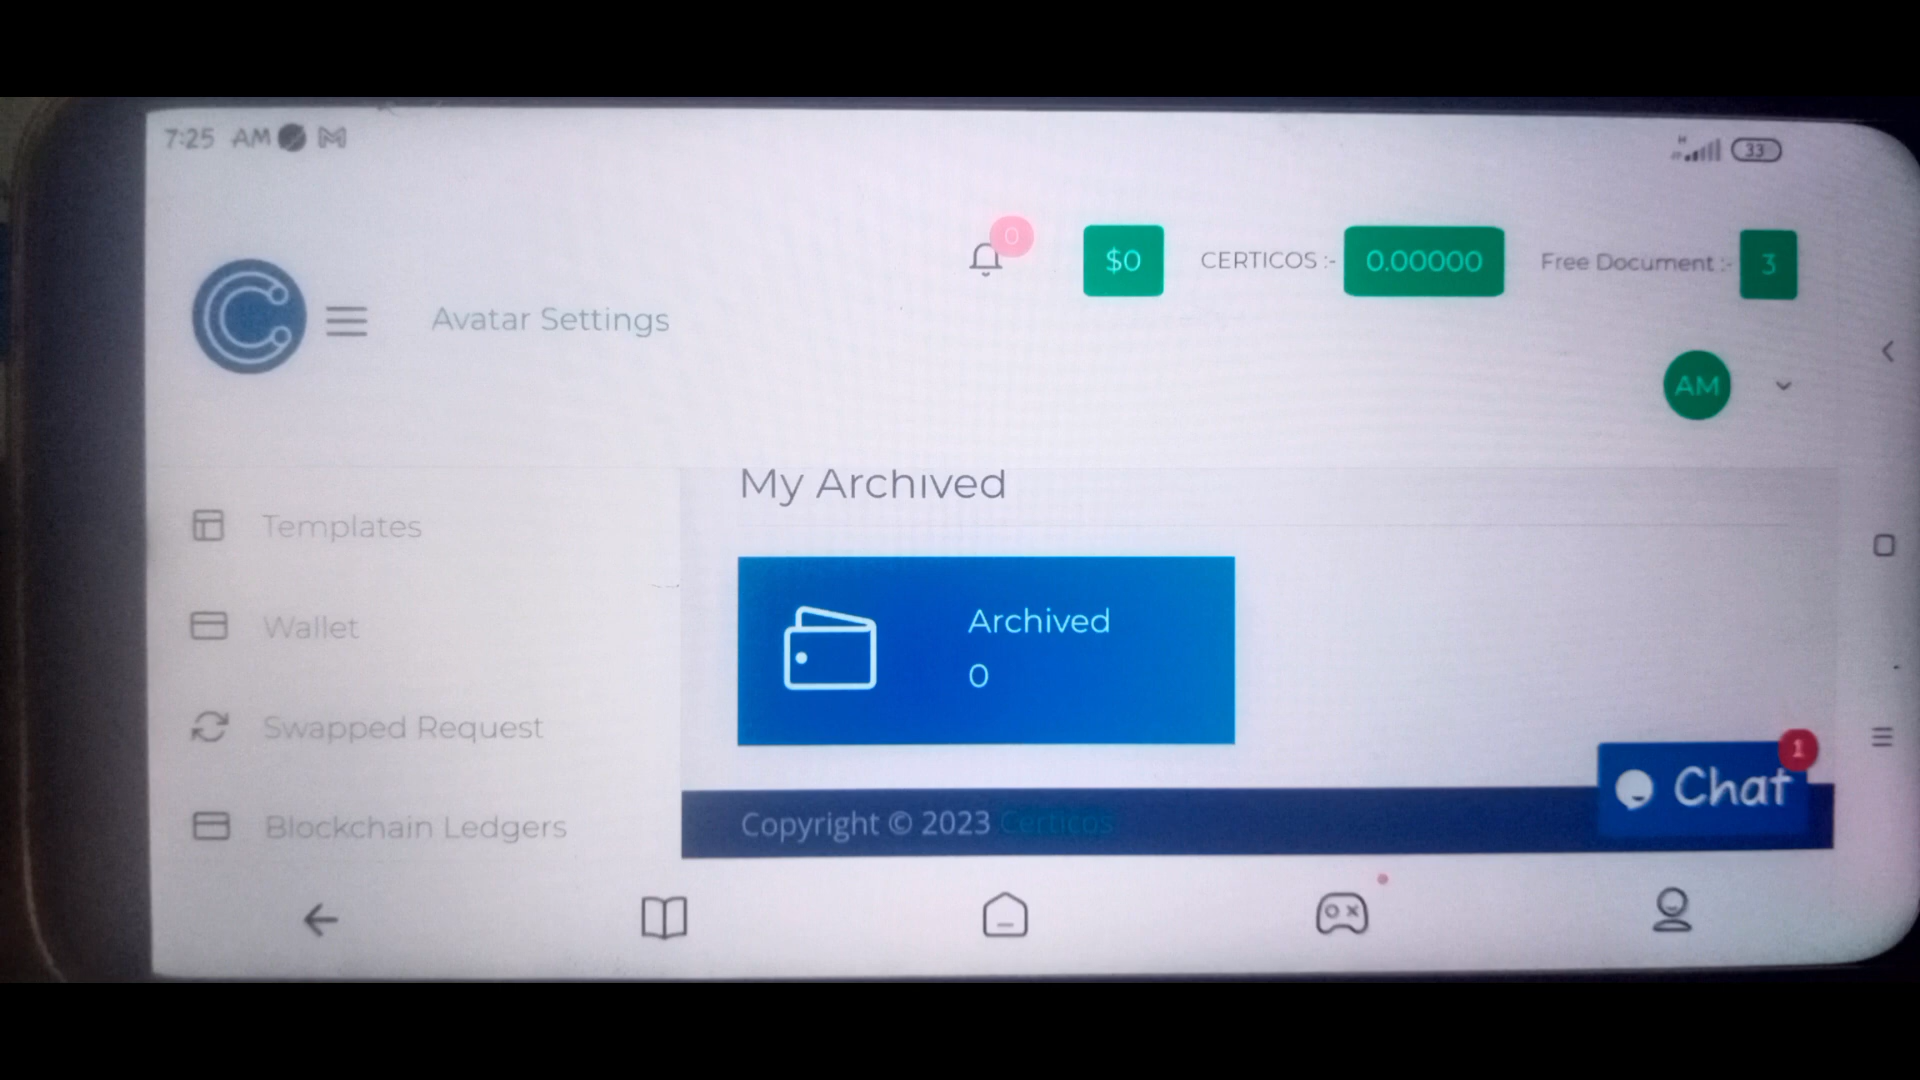 7:25 AM
33
0
$0
CERTICOS :-
0.00000
Free Document :-
3
Avatar Settings
AM
My Archived
Templates
Wallet
Swapped Request
Blockchain Ledgers
Archived
0
1
Chat
Copyright © 2023 Certicos